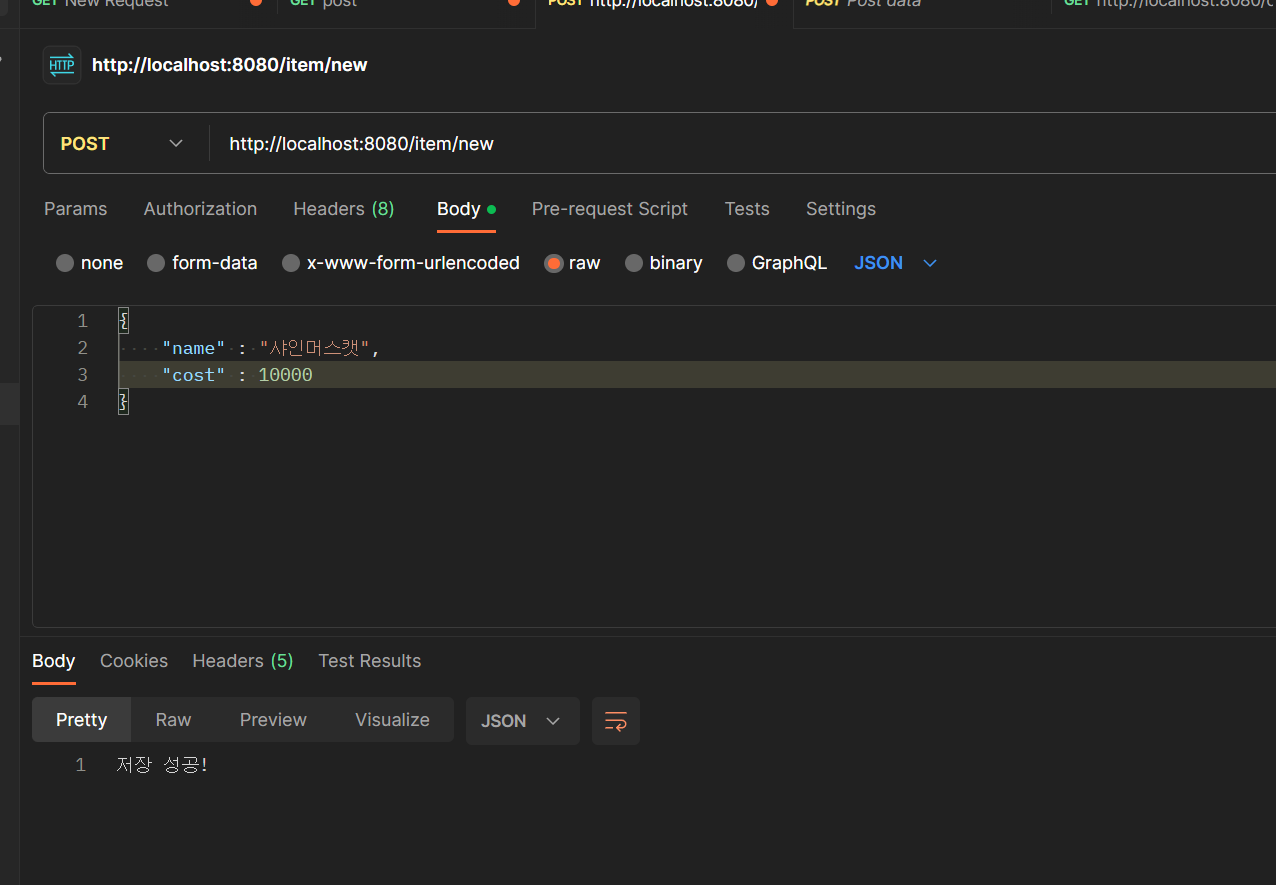 GET New Request GET post POST http://localhost:8080/ POST Post data GET http://localhost:8080/
HTTP http://localhost:8080/item/new
POST http://localhost:8080/item/new
Params Authorization Headers (8) Body Pre-request Script Tests Settings
none form-data x-www-form-urlencoded raw binary GraphQL JSON
1 {
2 "name" : "샤인머스캣",
3 "cost" : 10000
4 }
Body Cookies Headers (5) Test Results
Pretty Raw Preview Visualize JSON
1 저장 성공!